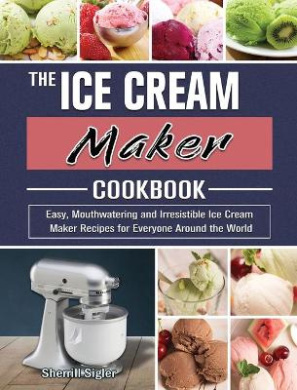 THE ICE CREAM
Maker
COOKBOOK
Easy, Mouthwatering and Irresistible Ice Cream
Maker Recipes for Everyone Around the World
Sherrill Sigler